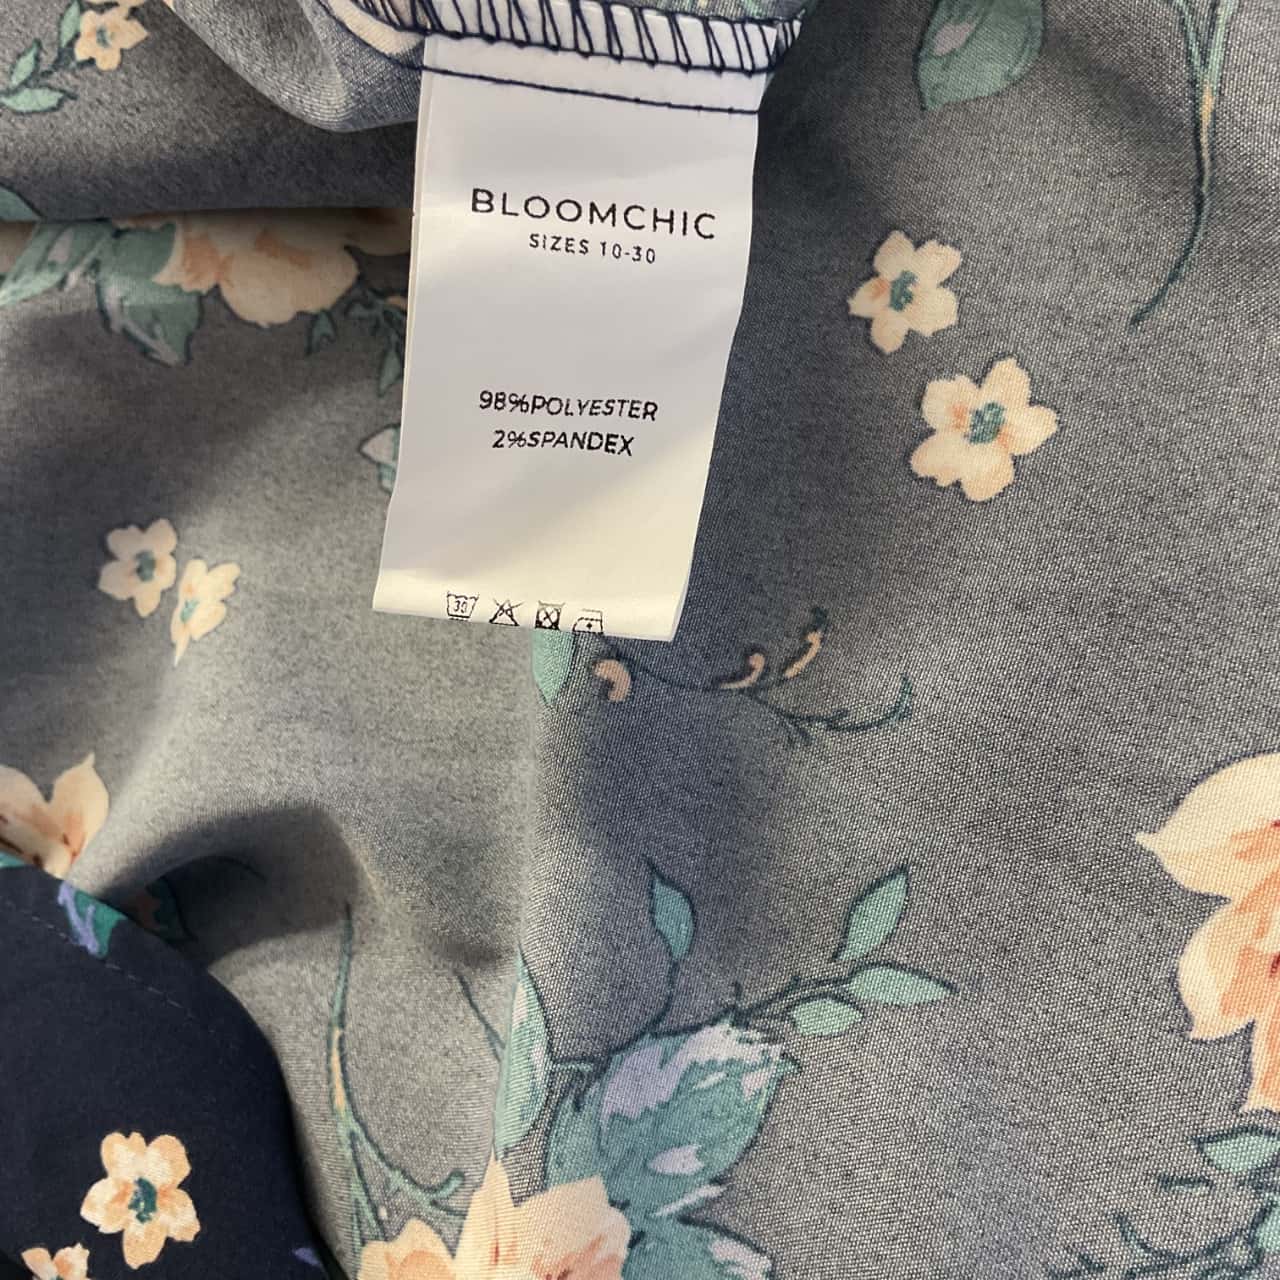 BLOOMCHIC
SIZES 10-30
98%POLYESTER
2%SPANDEX
30